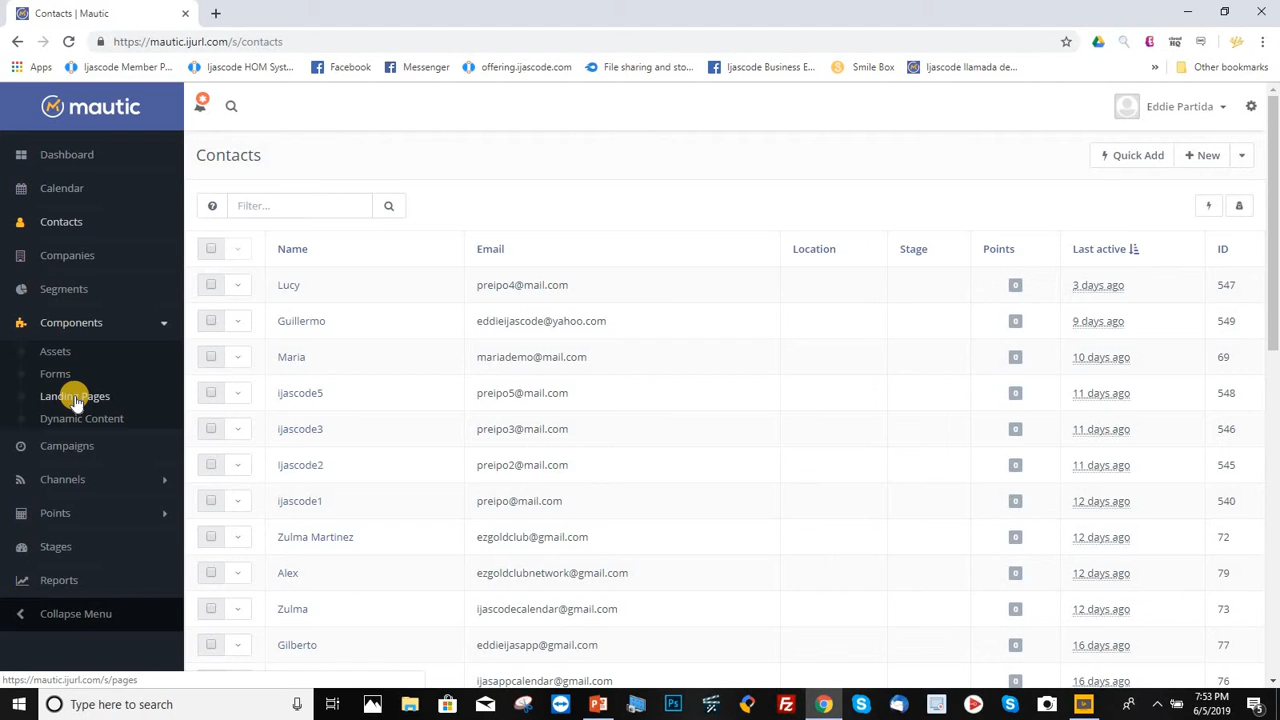 Contacts | Mautic
https://mautic.ijurl.com/s/contacts
Apps
Ijascode Member P...
Ijascode HOM Syst...
Facebook
Messenger
offering.ijascode.com
File sharing and sto...
Ijascode Business E...
Smile Box
Ijascode llamada de...
»
Other bookmarks
mautic
Eddie Partida
Dashboard
Calendar
Contacts
Companies
Segments
Components
Assets
Forms
Landing Pages
Dynamic Content
Campaigns
Channels
Points
Stages
Reports
Collapse Menu
Contacts
Quick Add
+ New
Filter...
Name Email Location Stage Points Last active ID
Lucy preipo4@mail.com 0 3 days ago 547
Guillermo eddieijascode@yahoo.com 0 9 days ago 549
Maria mariademo@mail.com 0 10 days ago 69
ijascode5 preipo5@mail.com 0 11 days ago 548
ijascode3 preipo3@mail.com 0 11 days ago 546
Ijascode2 preipo2@mail.com 0 11 days ago 545
ijascode1 preipo@mail.com 0 12 days ago 540
Zulma Martinez ezgoldclub@gmail.com 0 12 days ago 72
Alex ezgoldclubnetwork@gmail.com 0 12 days ago 79
Zulma ijascodecalendar@gmail.com 0 12 days ago 73
Gilberto eddieijasapp@gmail.com 0 16 days ago 77
ijasappcalendar@gmail.com 16 days ago 76
https://mautic.ijurl.com/s/pages
Type here to search
7:53 PM
6/5/2019